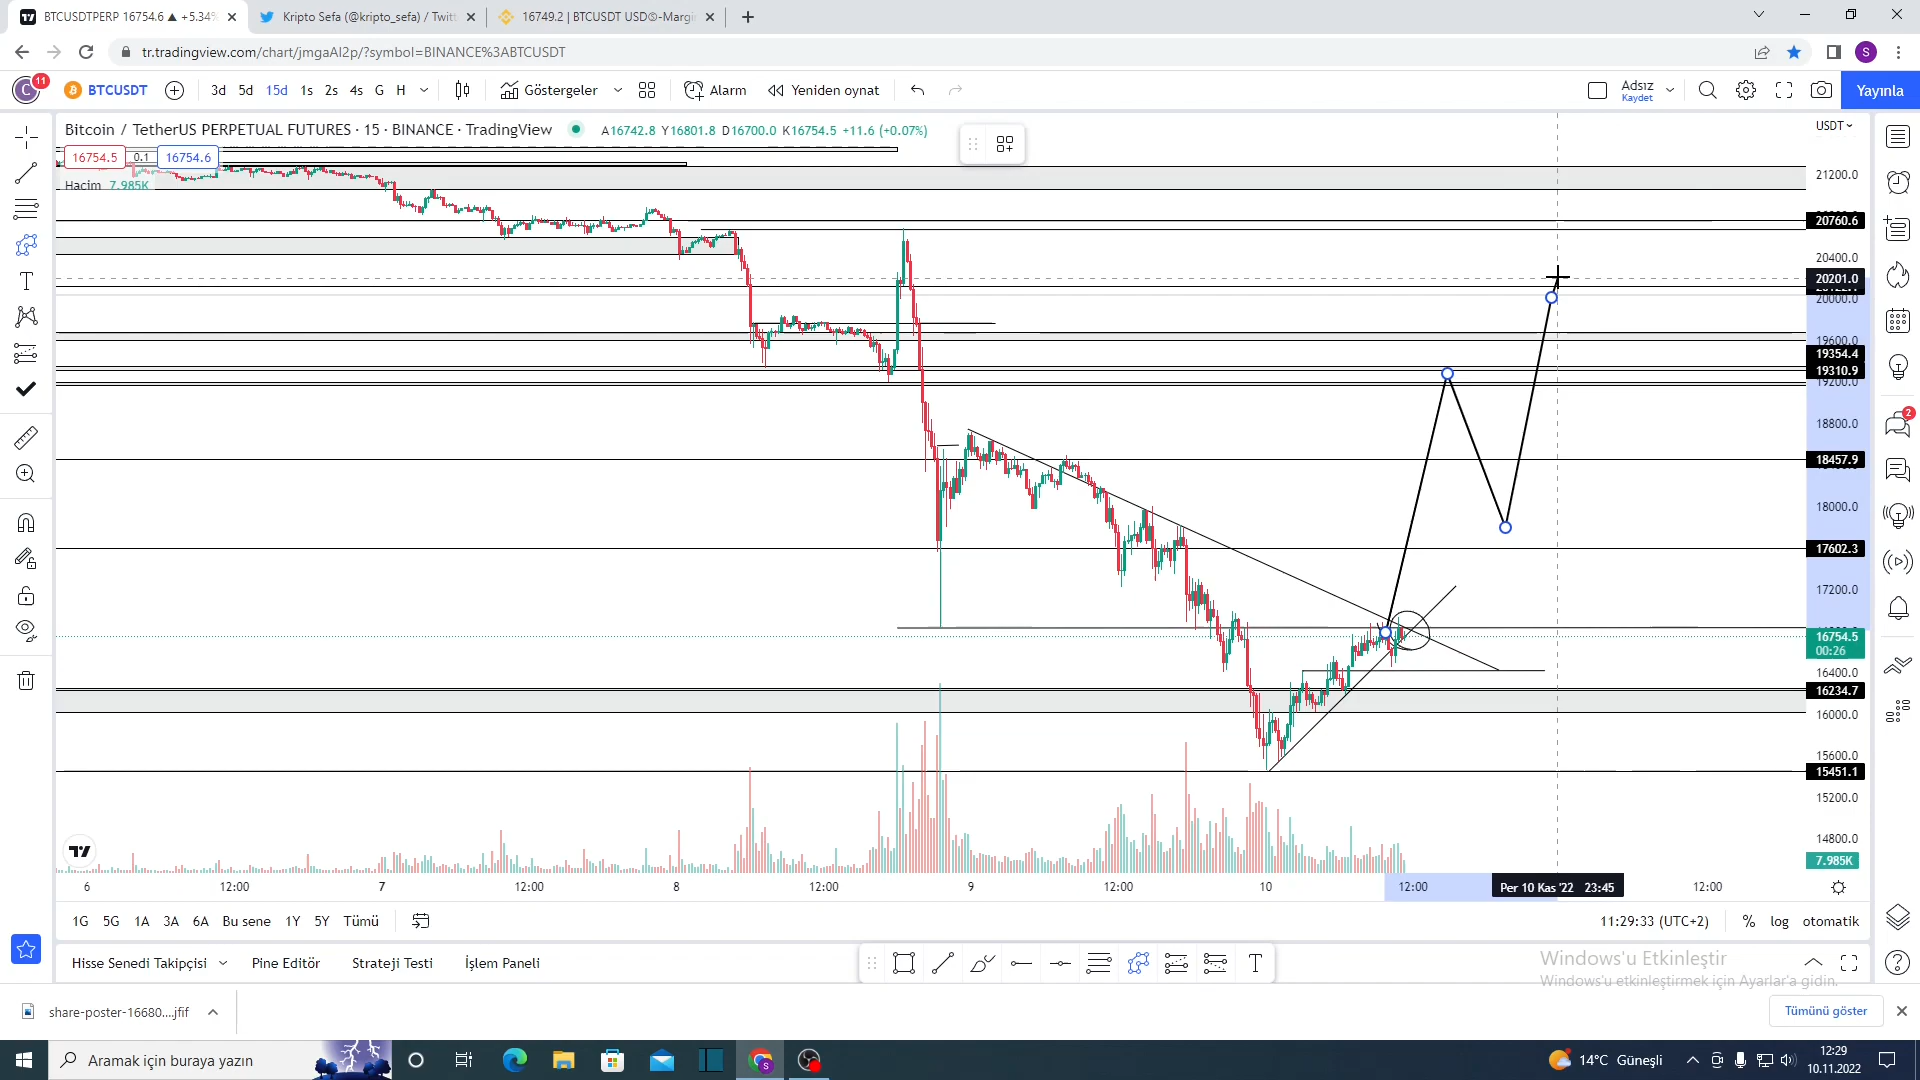 BTCUSDTPERP 16754.6 ▲ +5.34%
Kripto Sefa (@kripto_sefa) / Twitt
16749.2 | BTCUSDT USDⓈ-Margi
tr.tradingview.com/chart/jmgaAl2p/?symbol=BINANCE%3ABTCUSDT
S
C 11
BTCUSDT
3d 5d 15d 1s 2s 4s G H
Göstergeler
Alarm
Yeniden oynat
Adsız
Kaydet
Yayınla
Bitcoin / TetherUS PERPETUAL FUTURES · 15 · BINANCE · TradingView
A16742.8 Y16801.8 D16700.0 K16754.5 +11.6 (+0.07%)
USDT
16754.5 0.1 16754.6
Hacim 7.985K
21200.0
20760.6
20400.0
20201.0
20000.0
19600.0
19354.4
19310.9
19200.0
18800.0
18457.9
2
18000.0
17602.3
17200.0
16754.5
00:26
16400.0
16234.7
16000.0
15600.0
15451.1
15200.0
14800.0
7.985K
6 12:00 7 12:00 8 12:00 9 12:00 10 12:00 Per 10 Kas '22 23:45 12:00
1G 5G 1A 3A 6A Bu sene 1Y 5Y Tümü
11:29:33 (UTC+2) % log otomatik
Hisse Senedi Takipçisi Pine Editör Strateji Testi İşlem Paneli
T
Windows'u Etkinleştir
Windows'u etkinleştirmek için Ayarlar'a gidin.
share-poster-16680....jfif
Tümünü göster
Aramak için buraya yazın
14°C Güneşli
12:29
10.11.2022